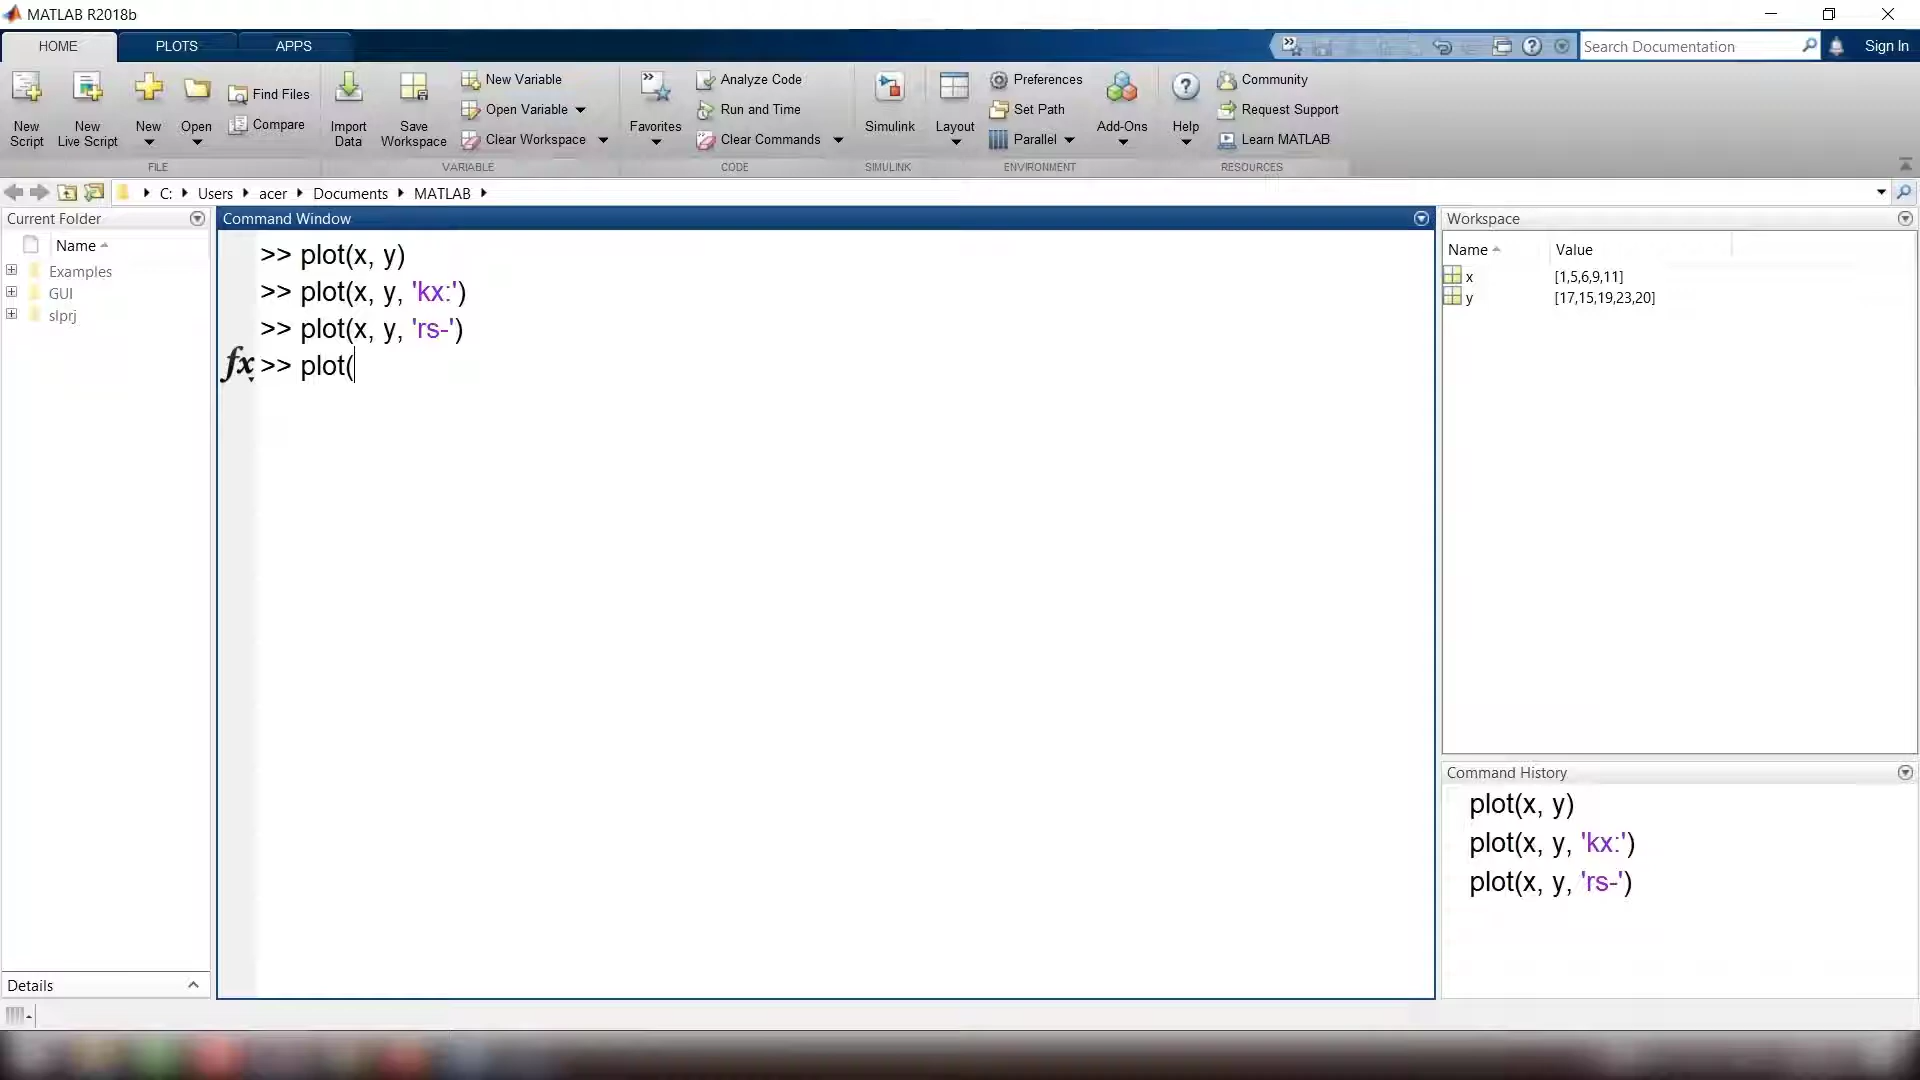 MATLAB R2018b
HOME PLOTS APPS
Search Documentation
Sign In
New Script
New Live Script
New
Open
Find Files
Compare
Import Data
Save Workspace
New Variable
Open Variable
Clear Workspace
Favorites
Analyze Code
Run and Time
Clear Commands
Simulink
Layout
Preferences
Set Path
Parallel
Add-Ons
Help
Community
Request Support
Learn MATLAB
FILE VARIABLE CODE SIMULINK ENVIRONMENT RESOURCES
C: Users acer Documents MATLAB
Current Folder
Name
Examples
GUI
slprj
Details
Command Window
>> plot(x, y)
>> plot(x, y, 'kx:')
>> plot(x, y, 'rs-')
fx >> plot(
Workspace
Name Value
x [1,5,6,9,11]
y [17,15,19,23,20]
Command History
plot(x, y)
plot(x, y, 'kx:')
plot(x, y, 'rs-')